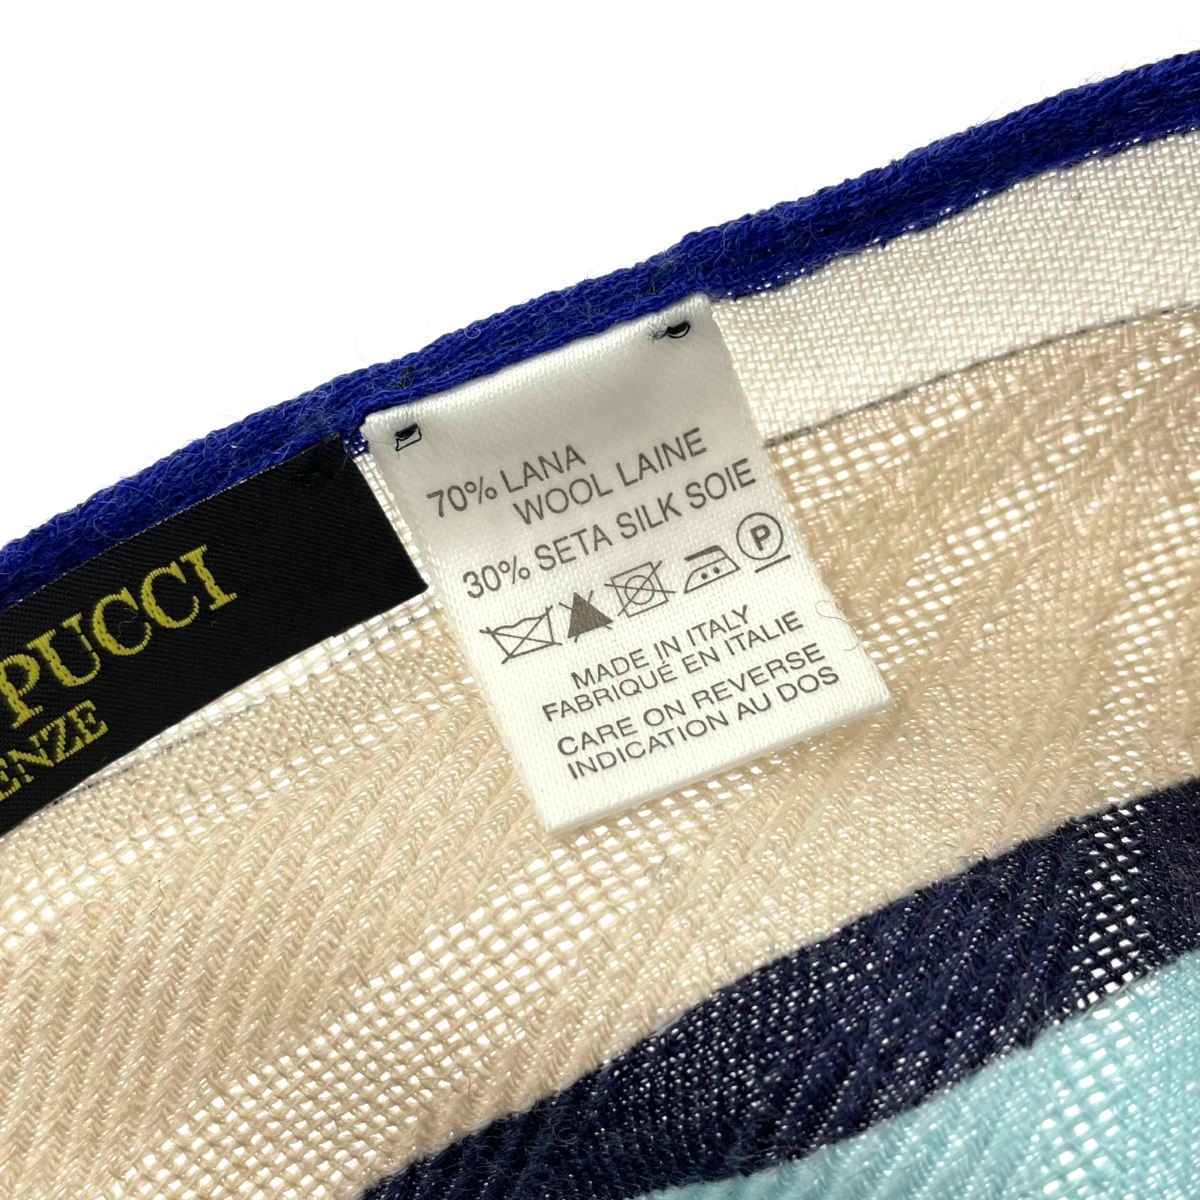 PUCCI
70% LANA
WOOL LAINE
30% SETA SILK SOIE
P
MADE IN ITALY
FABRIQUÉ EN ITALIE
CARE ON REVERSE
INDICATION AU DOS